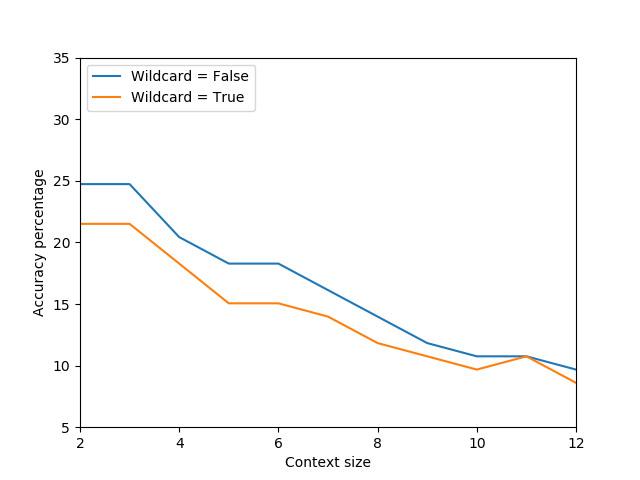 Wildcard = False
Wildcard = True
Accuracy percentage
35
30
25
20
15
10
5
2 4 6 8 10 12
Context size